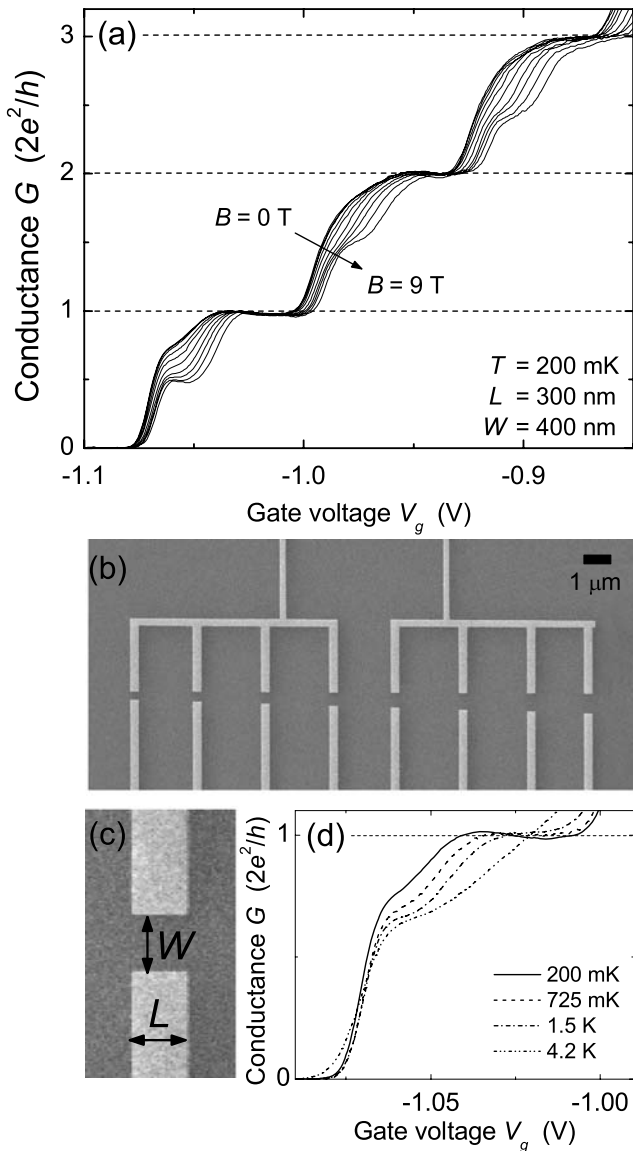 (a)
3
2
1
0
Conductance G (2e²/h)
B = 0 T
B = 9 T
T = 200 mK
L = 300 nm
W = 400 nm
-1.1
-1.0
-0.9
Gate voltage V_g (V)
(b)
1 μm
(c)
W
L
(d)
1
0
Conductance G (2e²/h)
200 mK
725 mK
1.5 K
4.2 K
-1.05
-1.00
Gate voltage V_g (V)